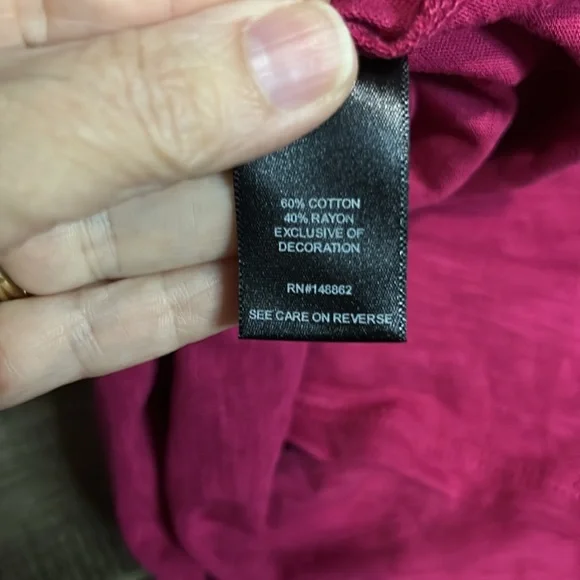 60% COTTON
40% RAYON
EXCLUSIVE OF
DECORATION
RN#148862
SEE CARE ON REVERSE